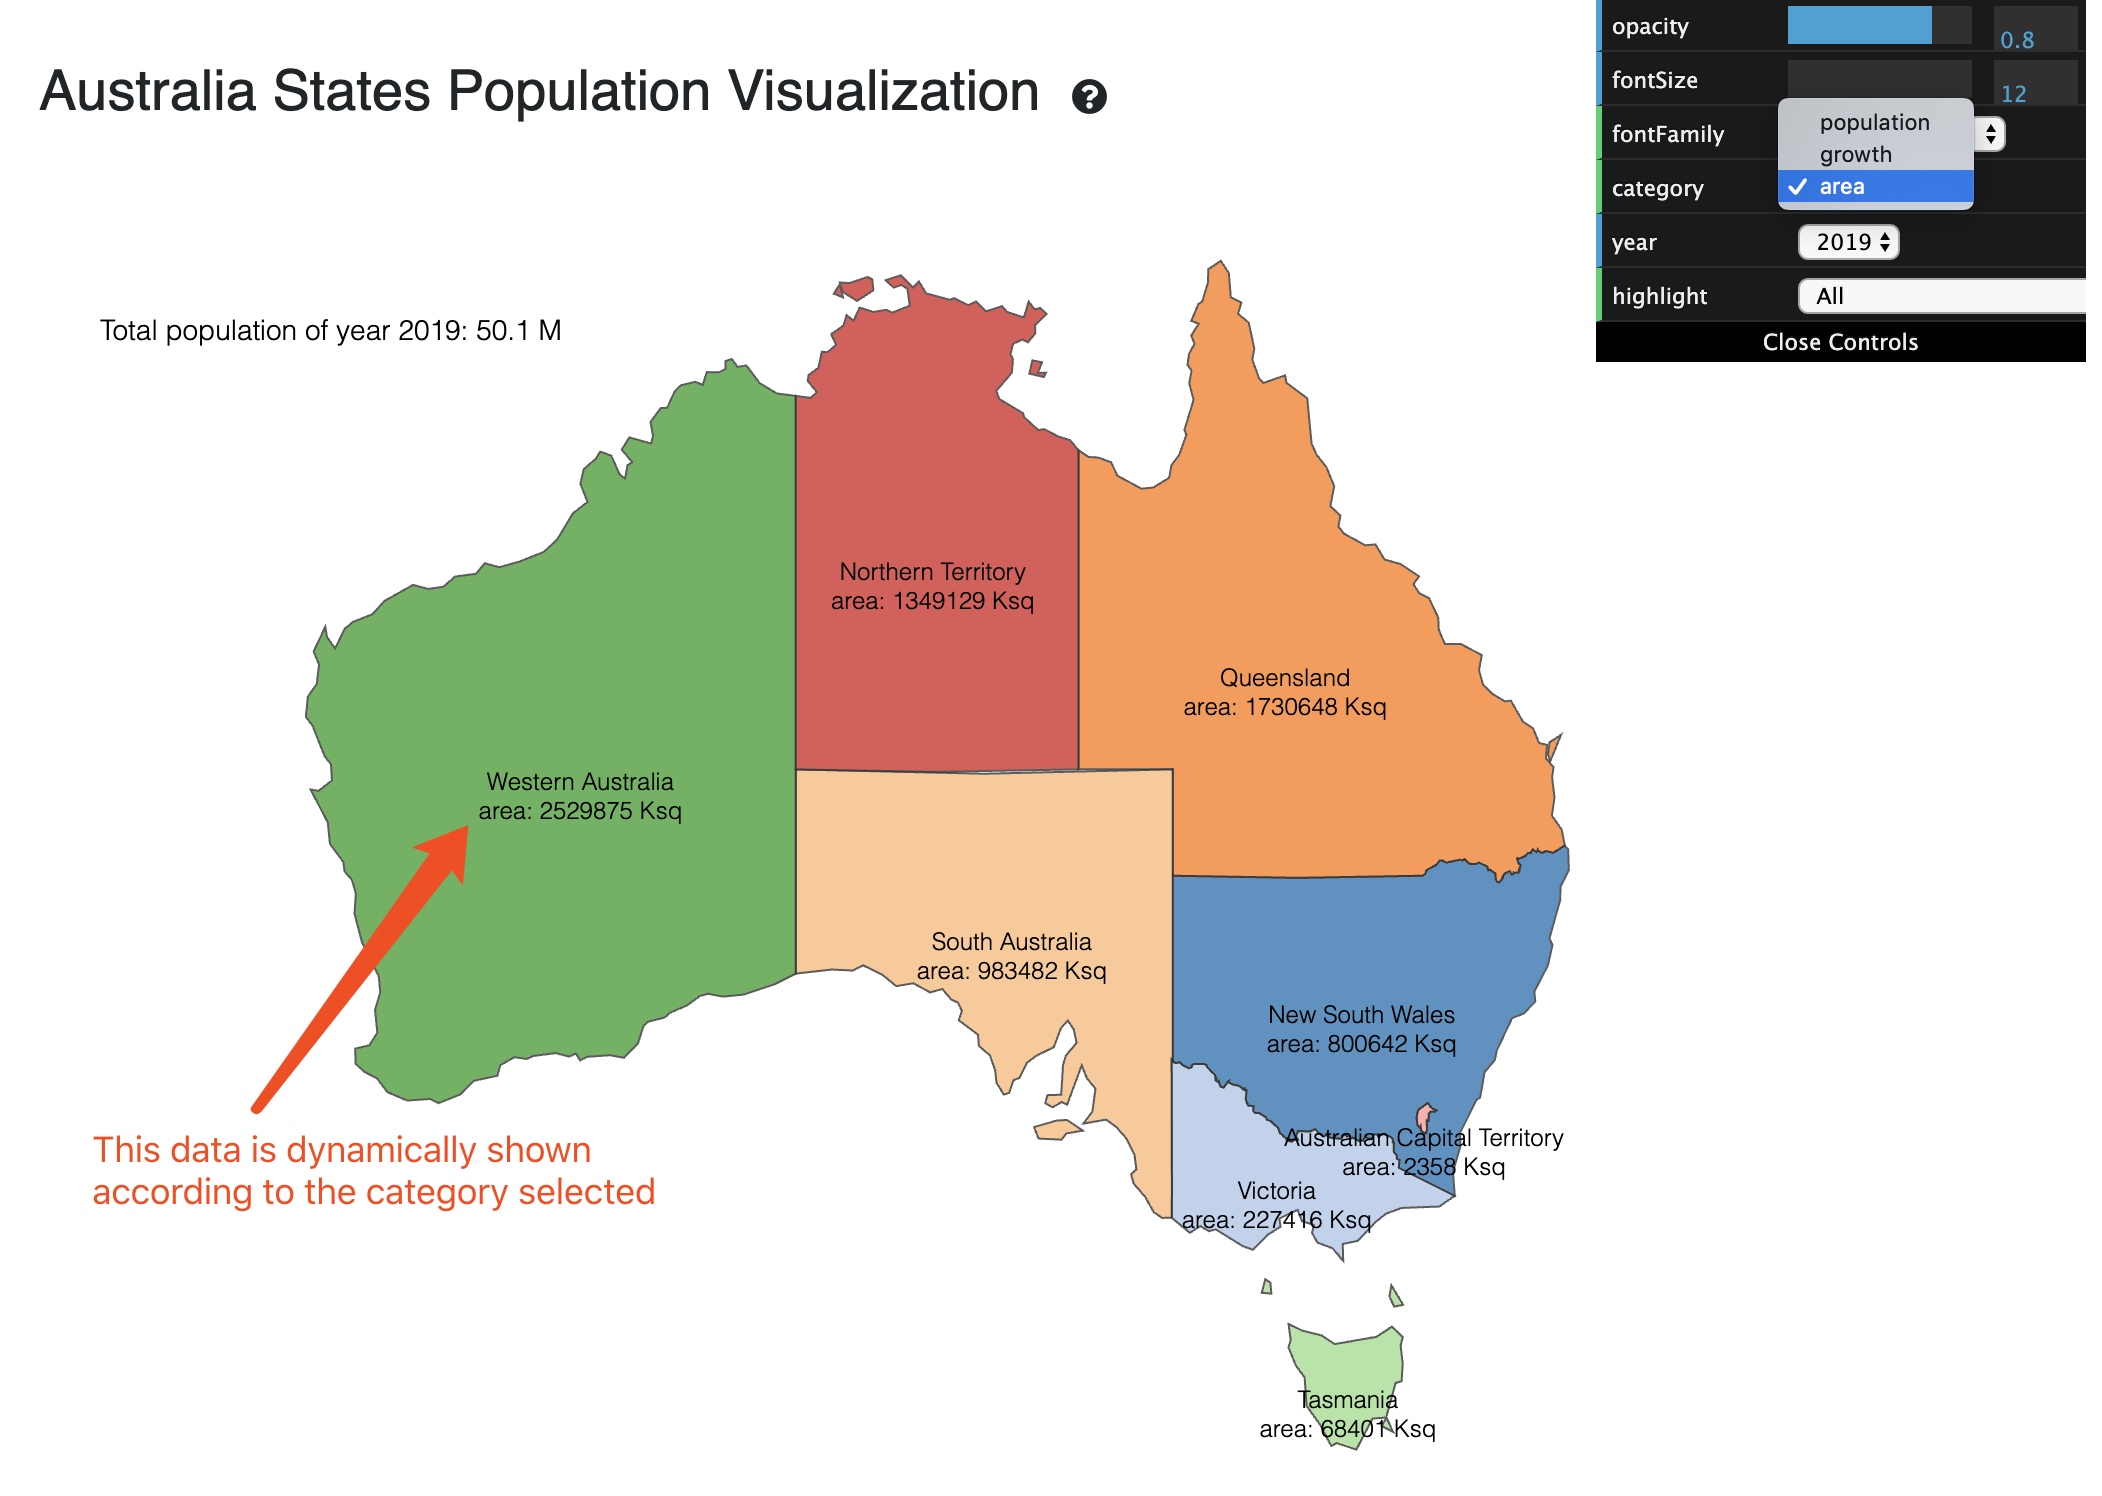 Australia States Population Visualization ?
opacity 0.8
fontSize 12
fontFamily
population
growth
category
✓ area
year 2019
highlight All
Close Controls
Total population of year 2019: 50.1 M
Northern Territory
area: 1349129 Ksq
Queensland
area: 1730648 Ksq
Western Australia
area: 2529875 Ksq
South Australia
area: 983482 Ksq
New South Wales
area: 800642 Ksq
Australian Capital Territory
area: 2358 Ksq
This data is dynamically shown
according to the category selected
Victoria
area: 227416 Ksq
Tasmania
area: 68401 Ksq